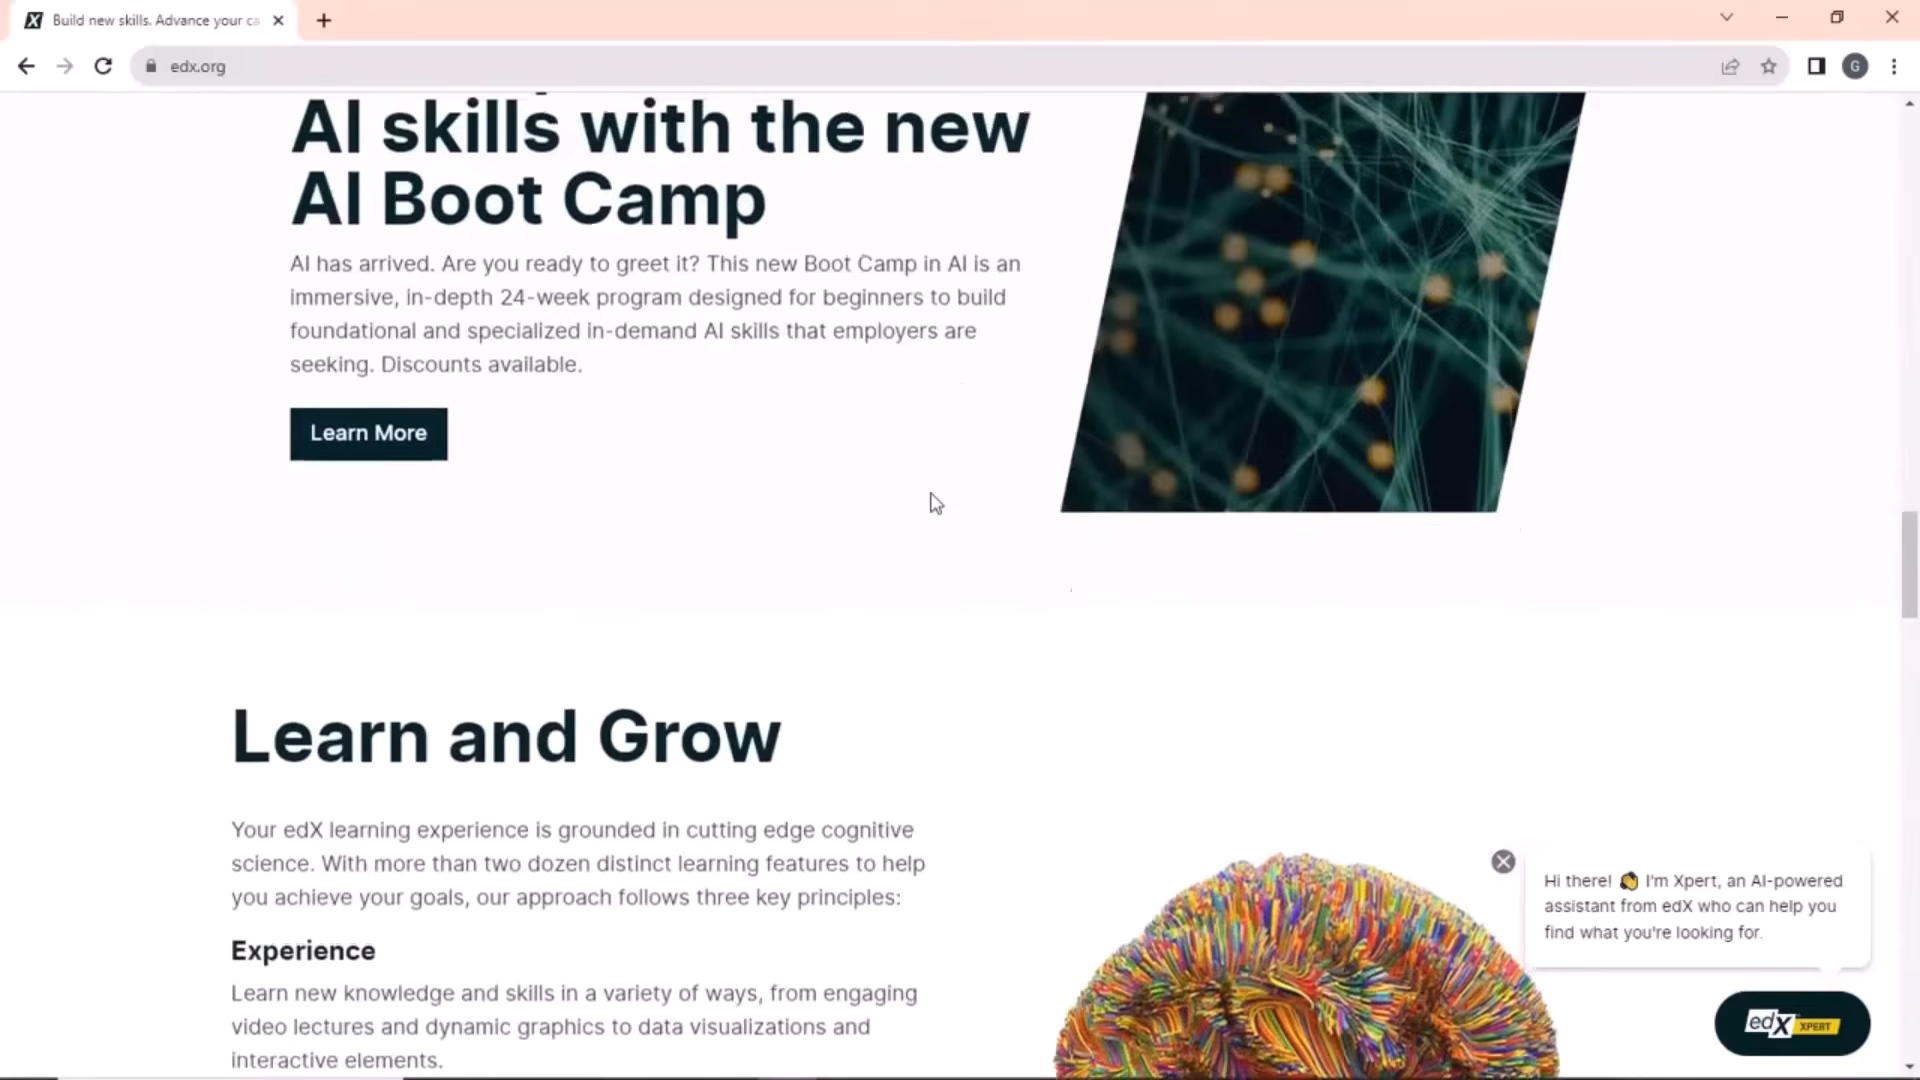 Build new skills. Advance your ca
edx.org
G
AI skills with the new
AI Boot Camp
AI has arrived. Are you ready to greet it? This new Boot Camp in AI is an
immersive, in-depth 24-week program designed for beginners to build
foundational and specialized in-demand AI skills that employers are
seeking. Discounts available.
Learn More
Learn and Grow
Your edX learning experience is grounded in cutting edge cognitive
science. With more than two dozen distinct learning features to help
you achieve your goals, our approach follows three key principles:
Experience
Learn new knowledge and skills in a variety of ways, from engaging
video lectures and dynamic graphics to data visualizations and
interactive elements.
Hi there! 👋 I'm Xpert, an AI-powered
assistant from edX who can help you
find what you're looking for.
edX XPERT